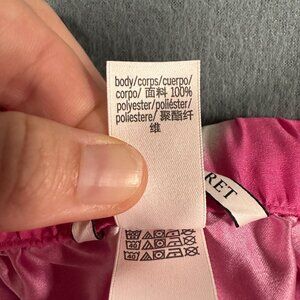 body/corps/cuerpo/
corpo/ 面料 100%
polyester/poliéster/
poliestere/ 聚酯纤
维
RET